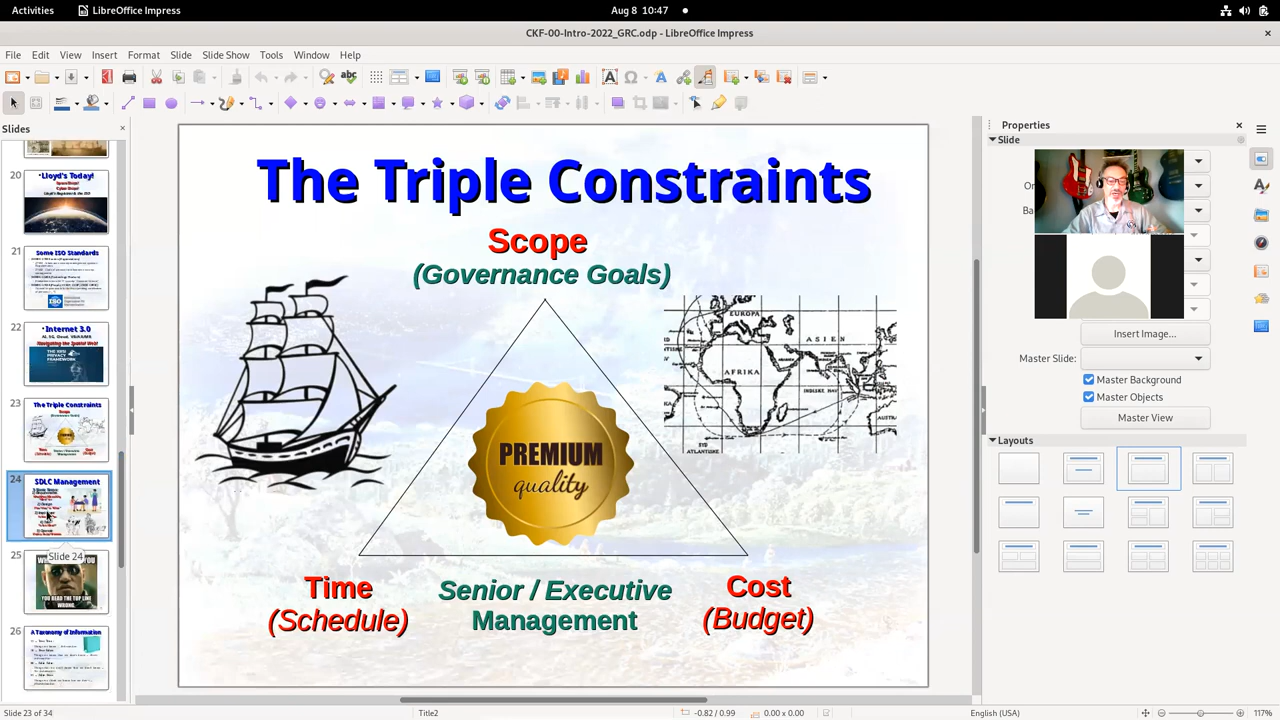 Activities
LibreOffice Impress
Aug 8 10:47
CKF-00-Intro-2022_GRC.odp - LibreOffice Impress
File Edit View Insert Format Slide Slide Show Tools Window Help
Slides
20
Lloyd's Today!
21
Some ISO Standards
ISO
22
Internet 3.0
Navigating the Spatial Web!
23
The Triple Constraints
24
SDLC Management
Slide 24
25
YOU READ THE TOP LINE
WRONG.
26
A Taxonomy of Information
The Triple Constraints
Scope
(Governance Goals)
EUROPA
ASIEN
AFRIKA
PREMIUM
quality
Time
(Schedule)
Senior / Executive
Management
Cost
(Budget)
Properties
Slide
Insert Image...
Master Slide:
Master Background
Master Objects
Master View
Layouts
Slide 23 of 34
Title2
-0.82 / 0.99
0.00 x 0.00
English (USA)
117%